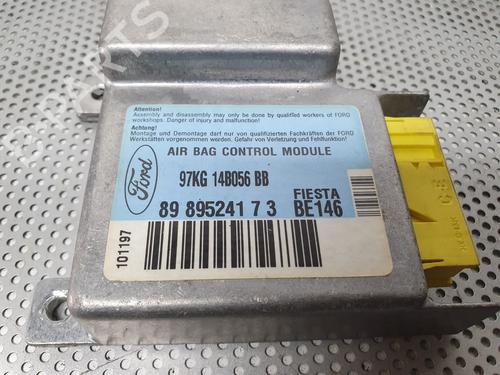 Attention!
Assembly and disassembly may only be done by qualified workers of FORD
workshops. Danger of injury and malfunction!
Achtung!
Montage und Demontage darf nur von qualifizierten Fachkräften der FORD
Werkstätten vorgenommen werden. Gefahr von Verletzung und Fehlfunktion!
Ford
AIR BAG CONTROL MODULE
97KG 14B056 BB
FIESTA
89 895241 7 3 BE146
101197